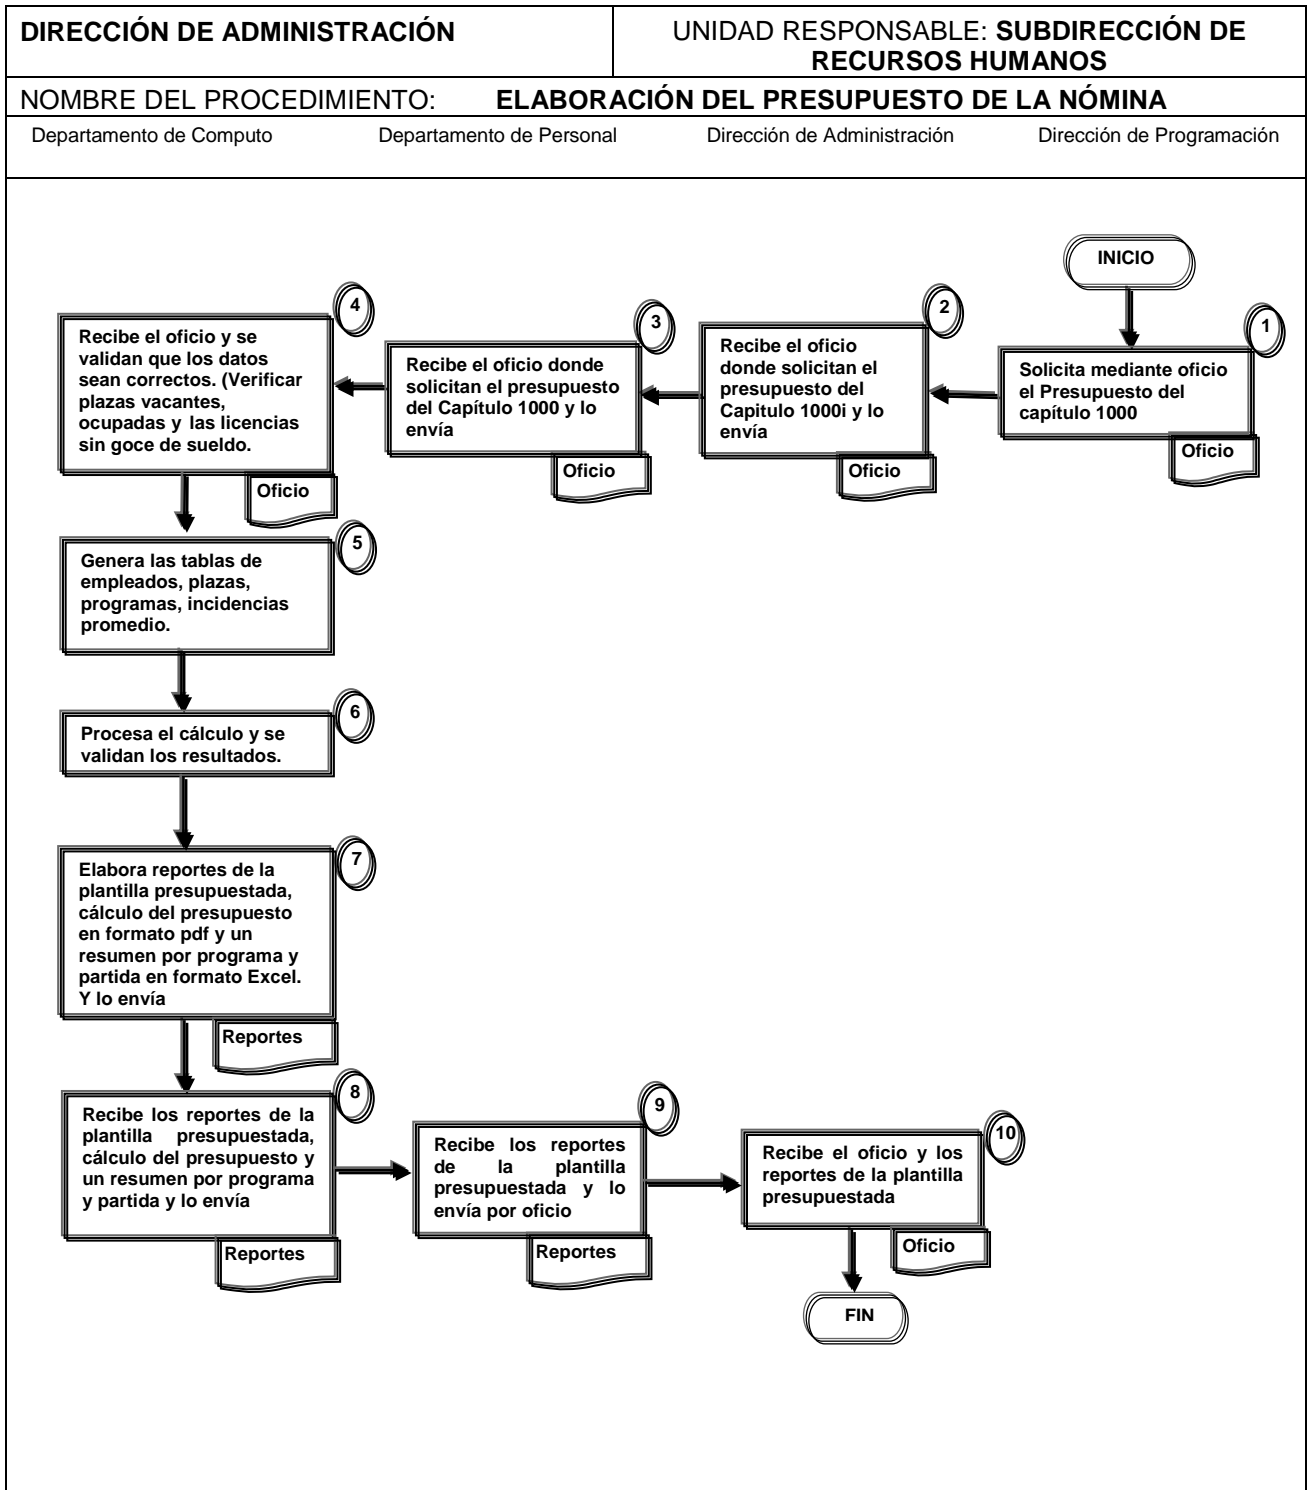 DIRECCIÓN DE ADMINISTRACIÓN
UNIDAD RESPONSABLE: SUBDIRECCIÓN DE
RECURSOS HUMANOS
NOMBRE DEL PROCEDIMIENTO: ELABORACIÓN DEL PRESUPUESTO DE LA NÓMINA
Departamento de Computo
Departamento de Personal
Dirección de Administración
Dirección de Programación
INICIO
1
Solicita mediante oficio
el Presupuesto del
capítulo 1000
Oficio
2
Recibe el oficio
donde solicitan el
presupuesto del
Capitulo 1000i y lo
envía
Oficio
3
Recibe el oficio donde
solicitan el presupuesto
del Capítulo 1000 y lo
envía
Oficio
4
Recibe el oficio y se
validan que los datos
sean correctos. (Verificar
plazas vacantes,
ocupadas y las licencias
sin goce de sueldo.
Oficio
5
Genera las tablas de
empleados, plazas,
programas, incidencias
promedio.
6
Procesa el cálculo y se
validan los resultados.
7
Elabora reportes de la
plantilla presupuestada,
cálculo del presupuesto
en formato pdf y un
resumen por programa y
partida en formato Excel.
Y lo envía
Reportes
8
Recibe los reportes de la
plantilla presupuestada,
cálculo del presupuesto y
un resumen por programa
y partida y lo envía
Reportes
9
Recibe los reportes
de la plantilla
presupuestada y lo
envía por oficio
Reportes
10
Recibe el oficio y los
reportes de la plantilla
presupuestada
Oficio
FIN